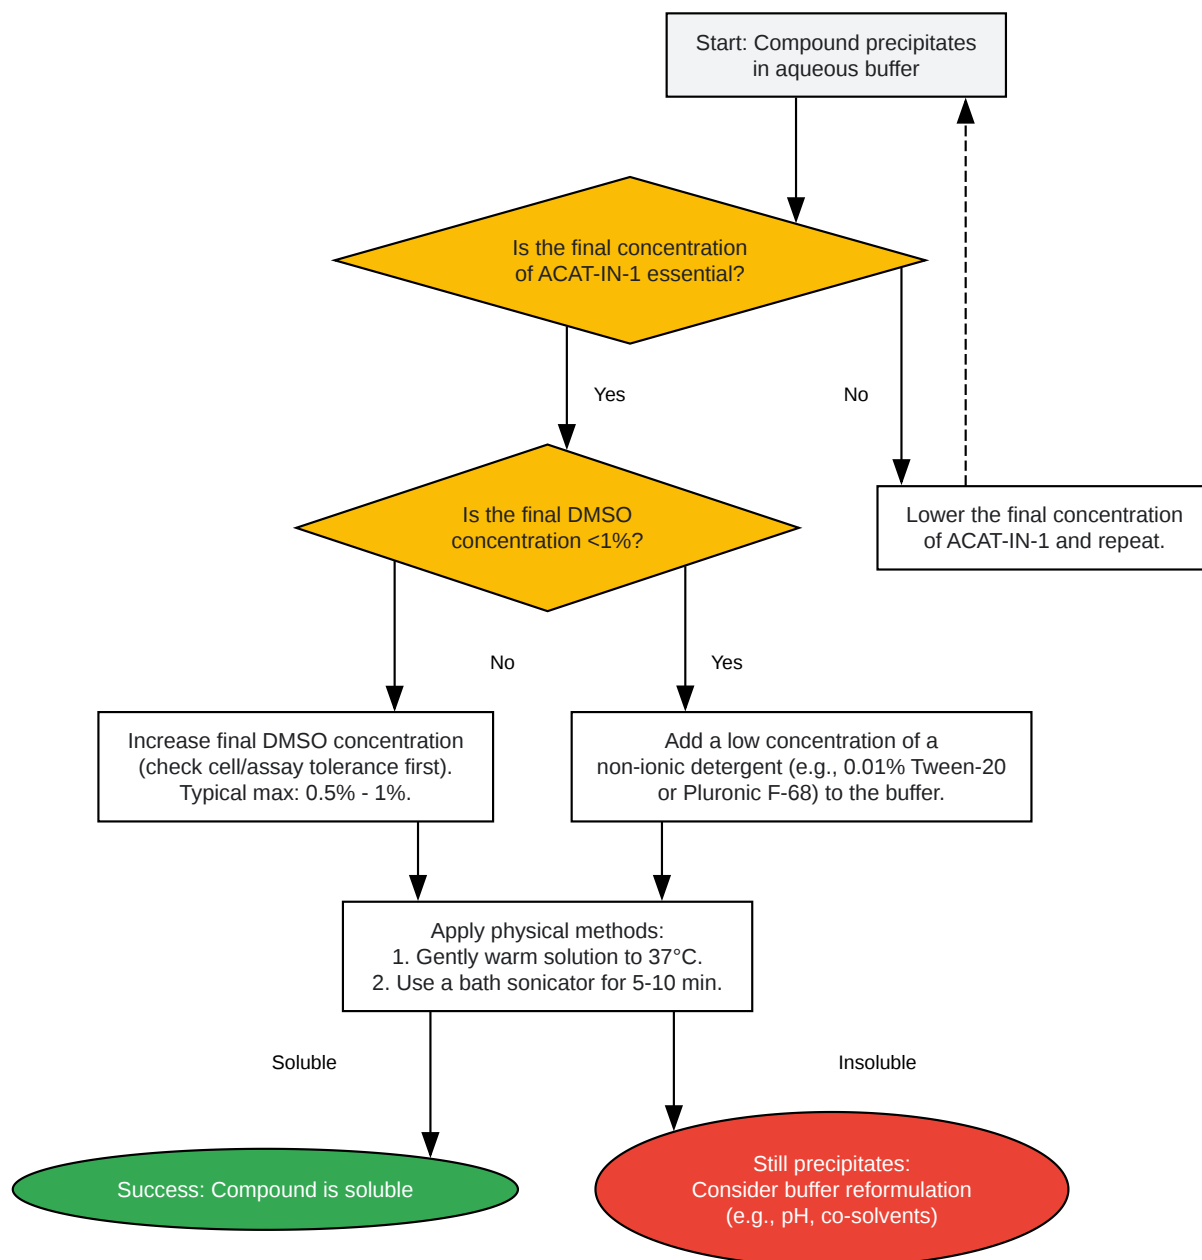 Start: Compound precipitates
in aqueous buffer
Is the final concentration
of ACAT-IN-1 essential?
Yes
No
Is the final DMSO
concentration <1%?
Lower the final concentration
of ACAT-IN-1 and repeat.
No
Yes
Increase final DMSO concentration
(check cell/assay tolerance first).
Typical max: 0.5% - 1%.
Add a low concentration of a
non-ionic detergent (e.g., 0.01% Tween-20
or Pluronic F-68) to the buffer.
Apply physical methods:
1. Gently warm solution to 37°C.
2. Use a bath sonicator for 5-10 min.
Soluble
Insoluble
Success: Compound is soluble
Still precipitates:
Consider buffer reformulation
(e.g., pH, co-solvents)